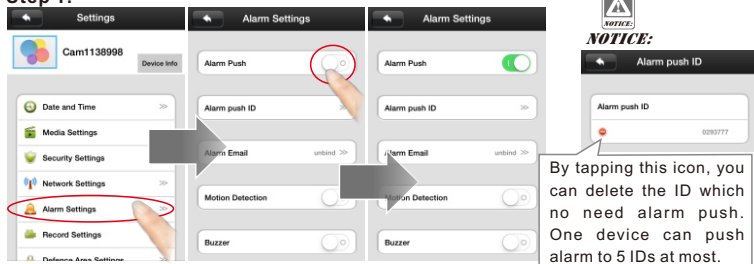 Step 1:
Settings
Cam1138998
Device Info
Date and Time
Media Settings
Security Settings
Network Settings
Alarm Settings
Record Settings
Defence Area Settings
Alarm Settings
Alarm Push
Alarm push ID
Alarm Email unbind
Motion Detection
Buzzer
Alarm Settings
Alarm Push
Alarm push ID
Alarm Email unbind
Motion Detection
Buzzer
NOTICE:
NOTICE:
Alarm push ID
Alarm push ID
0293777
By tapping this icon, you
can delete the ID which
no need alarm push.
One device can push
alarm to 5 IDs at most.